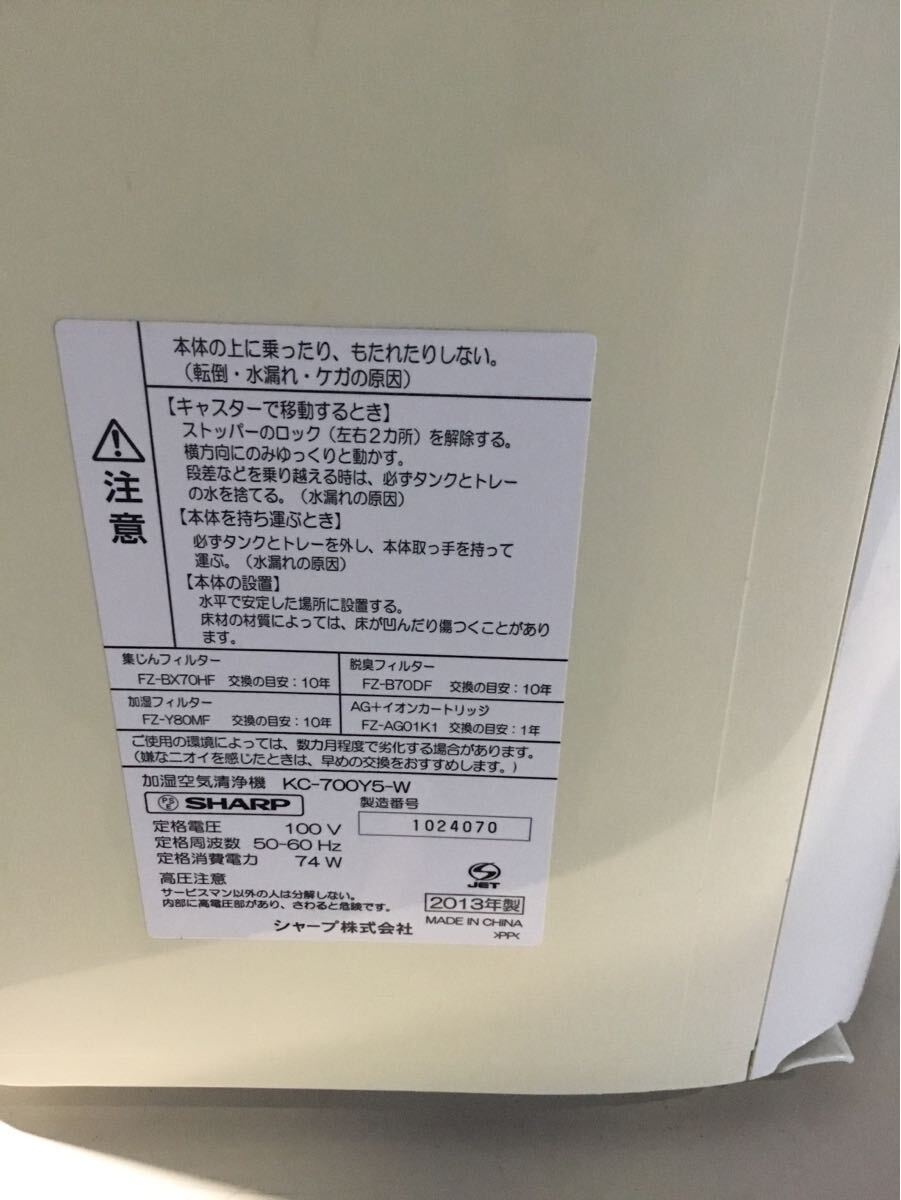 注意
本体の上に乗ったり、もたれたりしない。
(転倒・水漏れ・ケガの原因)
【キャスターで移動するとき】
ストッパーのロック(左右2カ所)を解除する。
横方向にのみゆっくりと動かす。
段差などを乗り越える時は、必ずタンクとトレー
の水を捨てる。(水漏れの原因)
【本体を持ち運ぶとき】
必ずタンクとトレーを外し、本体取っ手を持って
運ぶ。(水漏れの原因)
【本体の設置】
水平で安定した場所に設置する。
床材の材質によっては、床が凹んだり傷つくことがあり
ます。
集じんフィルター
FZ-BX70HF 交換の目安:10年
脱臭フィルター
FZ-B70DF 交換の目安:10年
加湿フィルター
FZ-Y80MF 交換の目安:10年
AG+イオンカートリッジ
FZ-AG01K1 交換の目安:1年
ご使用の環境によっては、数カ月程度で劣化する場合があります。
(嫌なニオイを感じたときは、早めの交換をおすすめします。)
加湿空気清浄機 KC-700Y5-W
PSE SHARP
製造番号
1024070
定格電圧 100 V
定格周波数 50-60 Hz
定格消費電力 74 W
高圧注意
サービスマン以外の人は分解しない。
内部に高電圧部があり、さわると危険です。
JET
2013年製
シャープ株式会社
MADE IN CHINA
>PP<